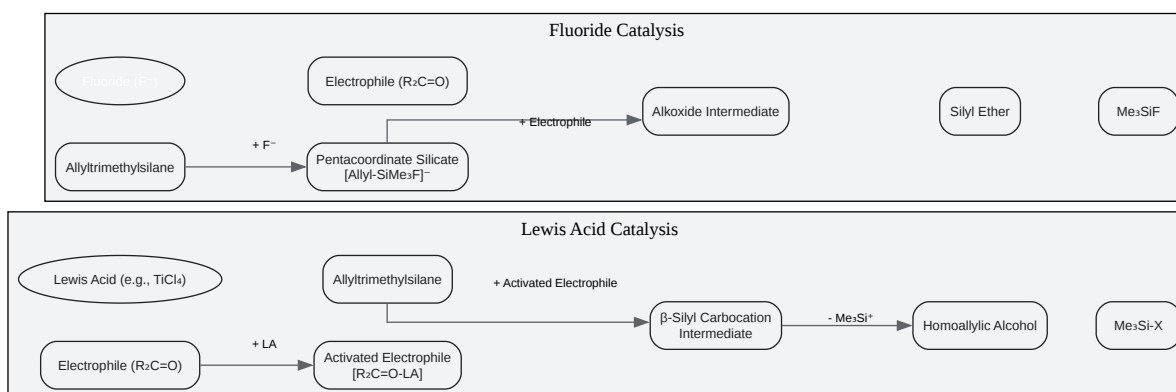 Fluoride Catalysis
Fluoride (F⁻)
Electrophile (R₂C=O)
+ Electrophile
Alkoxide Intermediate
Silyl Ether
Me₃SiF
Allyltrimethylsilane
+ F⁻
Pentacoordinate Silicate
[Allyl-SiMe₃F]⁻
Lewis Acid Catalysis
Lewis Acid (e.g., TiCl₄)
Allyltrimethylsilane
+ Activated Electrophile
β-Silyl Carbocation
Intermediate
- Me₃Si⁺
Homoallylic Alcohol
Me₃Si-X
Electrophile (R₂C=O)
+ LA
Activated Electrophile
[R₂C=O-LA]